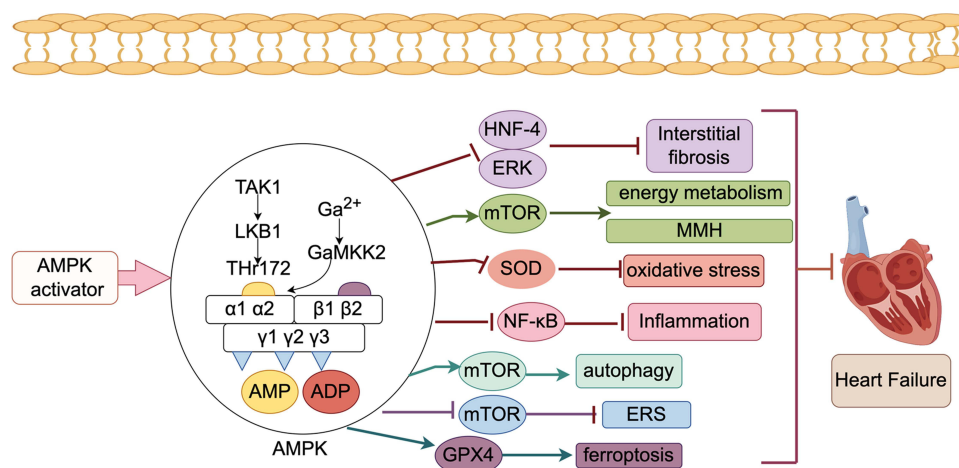 AMPK
activator
TAK1
LKB1
THr172
Ga²⁺
GaMKK2
α1 α2
β1 β2
γ1 γ2 γ3
AMP
ADP
AMPK
HNF-4
ERK
Interstitial
fibrosis
mTOR
energy metabolism
MMH
SOD
oxidative stress
NF-κB
Inflammation
mTOR
autophagy
mTOR
ERS
GPX4
ferroptosis
Heart Failure